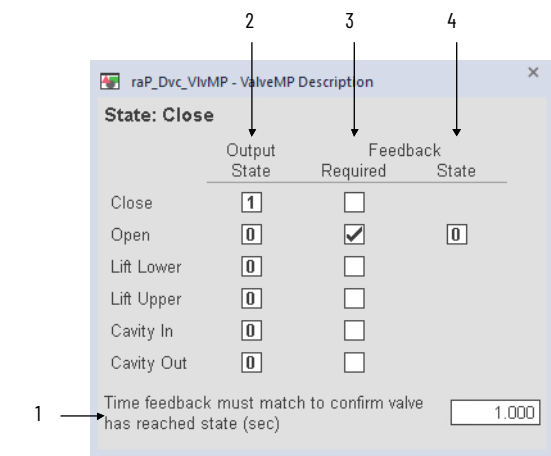 2 3 4
raP_Dvc_VlvMP - ValveMP Description ×
State: Close
Output Feedback
State Required State
Close 1
Open 0 ✓ 0
Lift Lower 0
Lift Upper 0
Cavity In 0
Cavity Out 0
Time feedback must match to confirm valve
1 has reached state (sec) 1.000